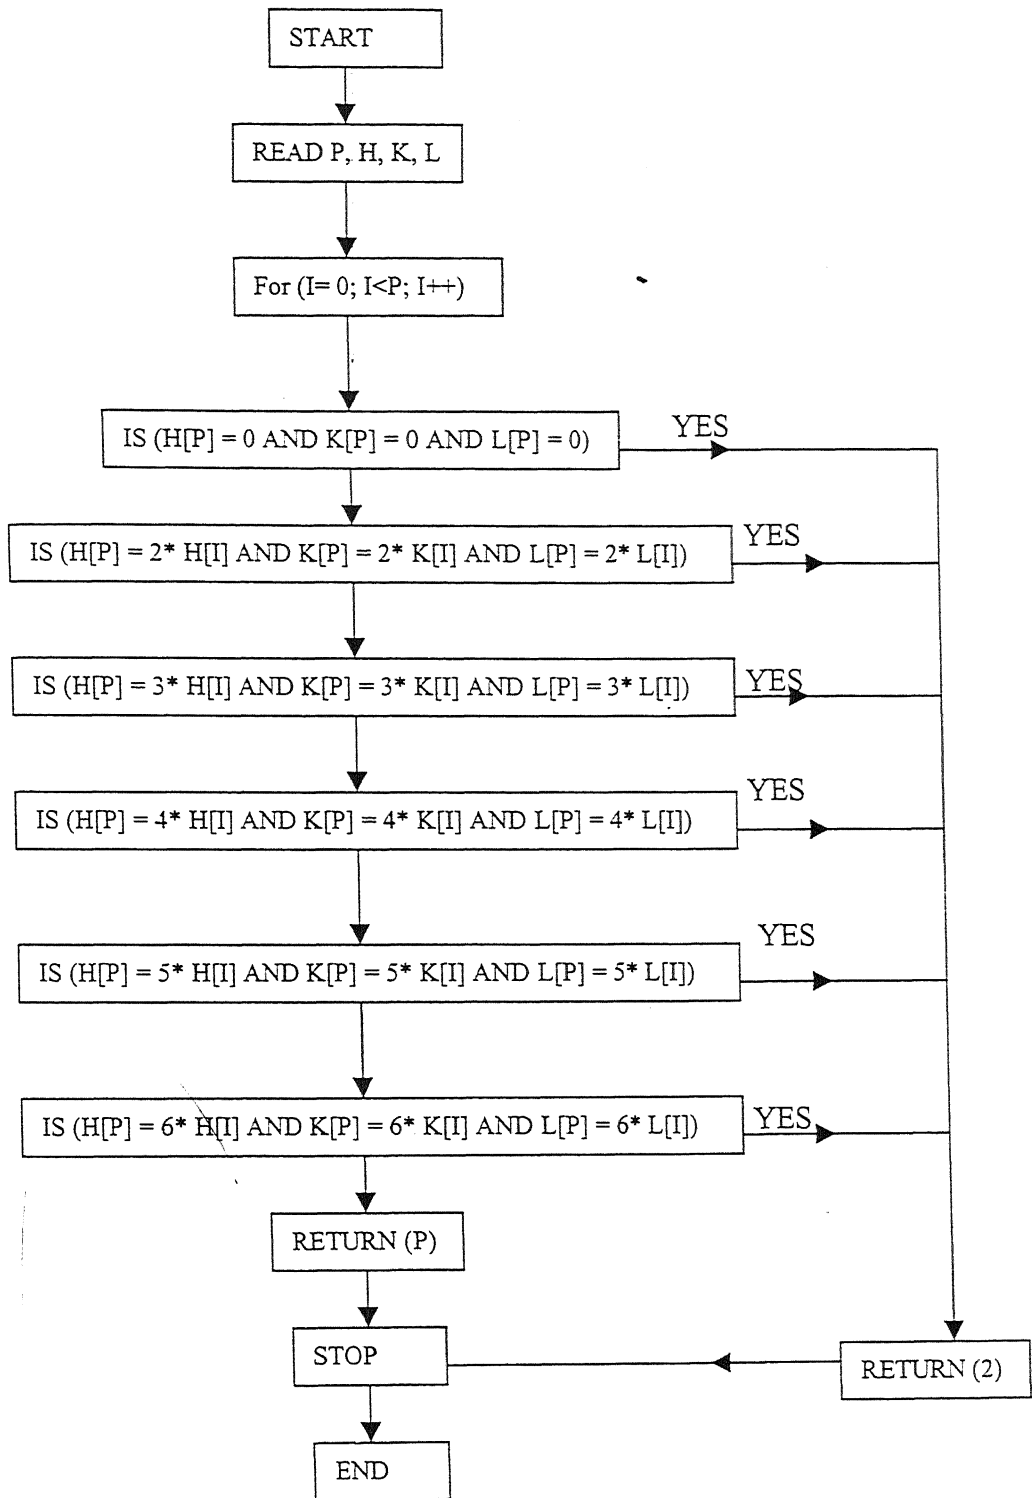 START
READ P, H, K, L
For (I= 0; I<P; I++)
IS (H[P] = 0 AND K[P] = 0 AND L[P] = 0)
YES
IS (H[P] = 2* H[I] AND K[P] = 2* K[I] AND L[P] = 2* L[I])
YES
IS (H[P] = 3* H[I] AND K[P] = 3* K[I] AND L[P] = 3* L[I])
YES
IS (H[P] = 4* H[I] AND K[P] = 4* K[I] AND L[P] = 4* L[I])
YES
IS (H[P] = 5* H[I] AND K[P] = 5* K[I] AND L[P] = 5* L[I])
YES
IS (H[P] = 6* H[I] AND K[P] = 6* K[I] AND L[P] = 6* L[I])
YES
RETURN (P)
STOP
RETURN (2)
END